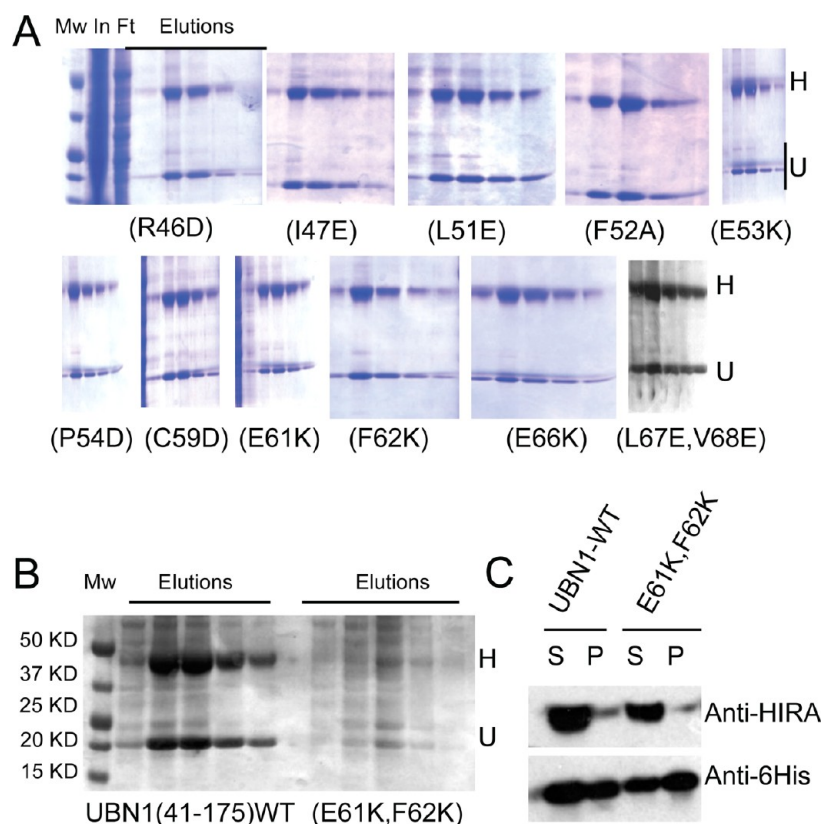 A
Mw In Ft Elutions
H
U
(R46D) (I47E) (L51E) (F52A) (E53K)
H
U
(P54D) (C59D) (E61K) (F62K) (E66K) (L67E,V68E)
B
Mw Elutions Elutions
50 KD
37 KD
25 KD
20 KD
15 KD
H
U
UBN1(41-175)WT (E61K,F62K)
C
UBN1-WT
E61K,F62K
S P S P
Anti-HIRA
Anti-6His